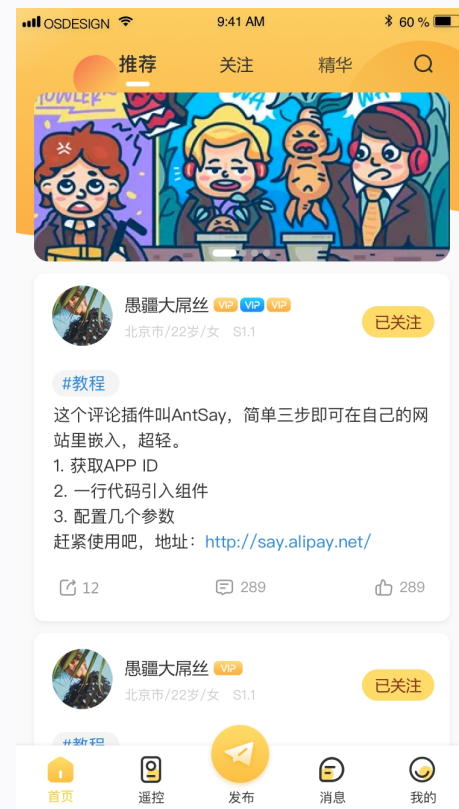 OSDESIGN
9:41 AM
60 %
推荐
关注
精华
愚疆大屌丝 VIP VIP VIP
北京市/22岁/女 S1.1
已关注
#教程
这个评论插件叫AntSay，简单三步即可在自己的网
站里嵌入，超轻。
1. 获取APP ID
2. 一行代码引入组件
3. 配置几个参数
赶紧使用吧，地址：http://say.alipay.net/
12
289
289
愚疆大屌丝 VIP
北京市/22岁/女 S1.1
已关注
#教程
首页
遥控
发布
消息
我的